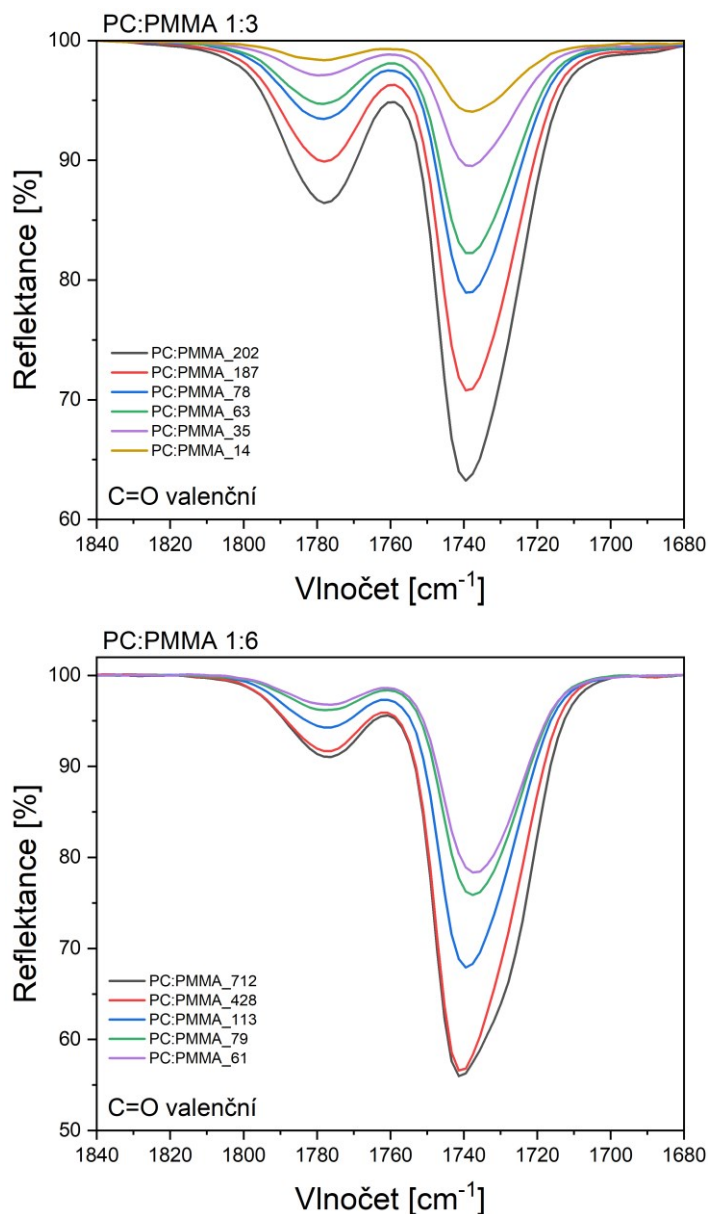 PC:PMMA 1:3
100
90
80
70
60
Reflektance [%]
PC:PMMA_202
PC:PMMA_187
PC:PMMA_78
PC:PMMA_63
PC:PMMA_35
PC:PMMA_14
C=O valenční
1840 1820 1800 1780 1760 1740 1720 1700 1680
Vlnočet [cm⁻¹]
PC:PMMA 1:6
100
90
80
70
60
50
Reflektance [%]
PC:PMMA_712
PC:PMMA_428
PC:PMMA_113
PC:PMMA_79
PC:PMMA_61
C=O valenční
1840 1820 1800 1780 1760 1740 1720 1700 1680
Vlnočet [cm⁻¹]